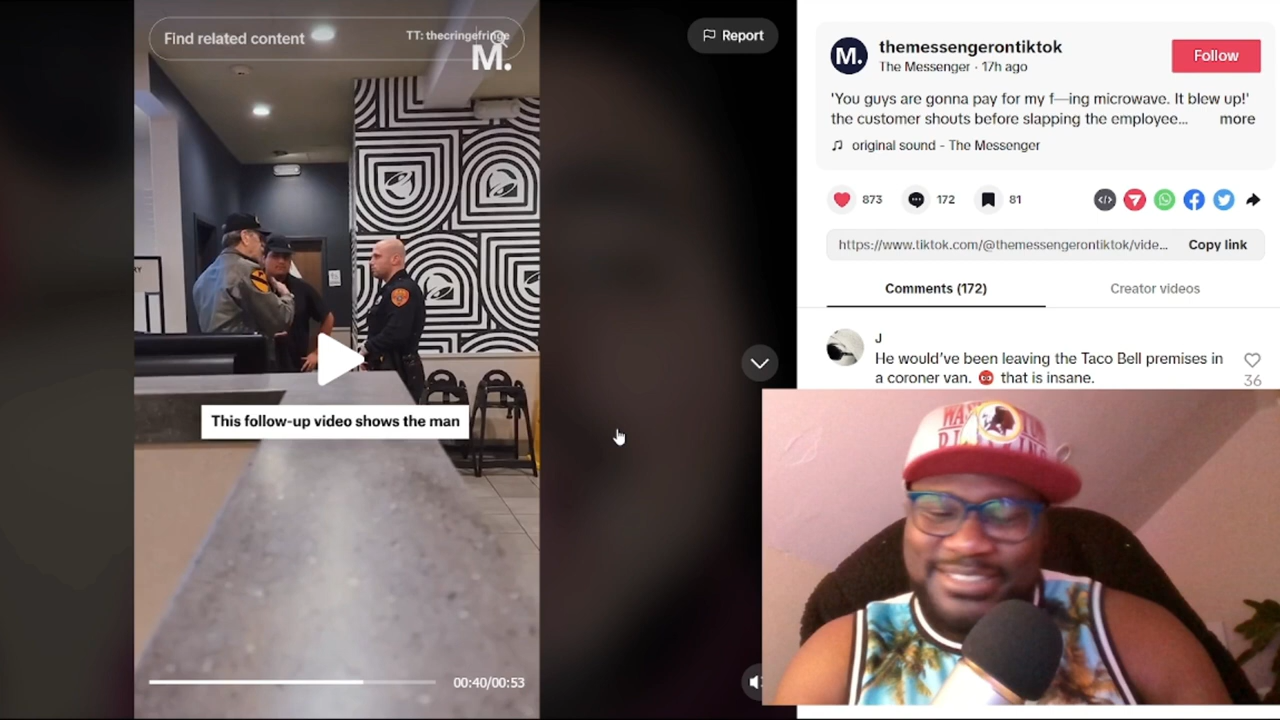 Find related content
TT: thecringefringe
M.
Report
This follow-up video shows the man
00:40/00:53
M.
themessengerontiktok
The Messenger · 17h ago
Follow
'You guys are gonna pay for my f—ing microwave. It blew up!'
the customer shouts before slapping the employee... more
original sound - The Messenger
873
172
81
https://www.tiktok.com/@themessengerontiktok/vide...
Copy link
Comments (172)
Creator videos
J
He would've been leaving the Taco Bell premises in
a coroner van. that is insane.
36